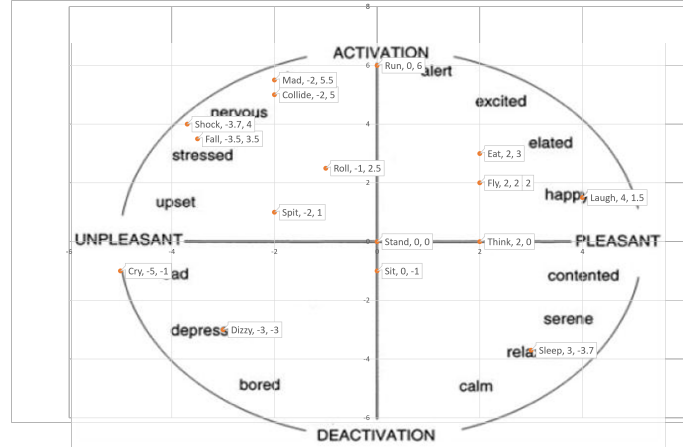 8
ACTIVATION
6
Run, 0, 6
alert
Mad, -2, 5.5
Collide, -2, 5
excited
nervous
Shock, -3.7, 4
4
Fall, -3.5, 3.5
elated
stressed
Eat, 2, 3
Roll, -1, 2.5
Fly, 2, 2 2
2
happy
Laugh, 4, 1.5
upset
Spit, -2, 1
UNPLEASANT
Stand, 0, 0
Think, 2, 0
PLEASANT
-6 -4 -2 0 2 4
Cry, -5, -1
ad
Sit, 0, -1
contented
-2
serene
depress
Dizzy, -3, -3
rela
Sleep, 3, -3.7
-4
bored
calm
-6
DEACTIVATION